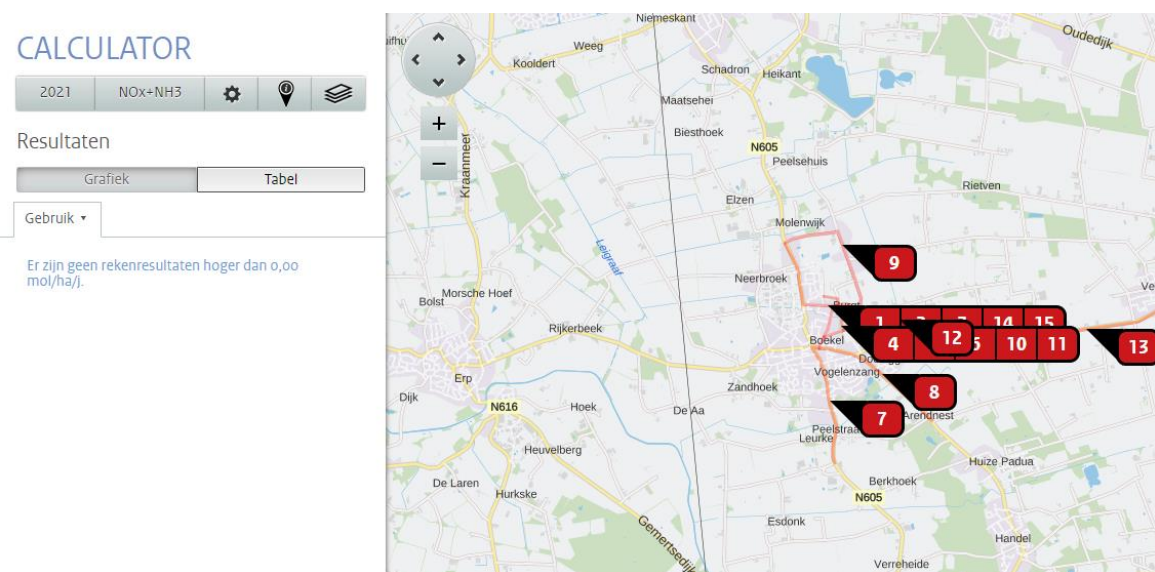 CALCULATOR
2021 NOx+NH3
Resultaten
Grafiek Tabel
Gebruik
Er zijn geen rekenresultaten hoger dan 0,00
mol/ha/j.
Niemeskant
Oudedijk
Weeg
Kooldert
Schadron Heikant
Maatsehei
Biesthoek
N605
Peelsehuis
Kraanmeer
Rietven
Elzen
Molenwijk
Leigraaf
9
Neerbroek
Morsche Hoef
Bolst
1 14 15
Rijkerbeek
Boekel
4 12 10 11 13
Vogelenzang
Erp
Zandhoek
8
Dijk
N616
Hoek
De Aa
Arendnest
7
Leurke
Heuvelberg
Huize Padua
De Laren
Hurkske
Berkhoek
N605
Esdonk
Gemertsedijk
Handel
Verreheide